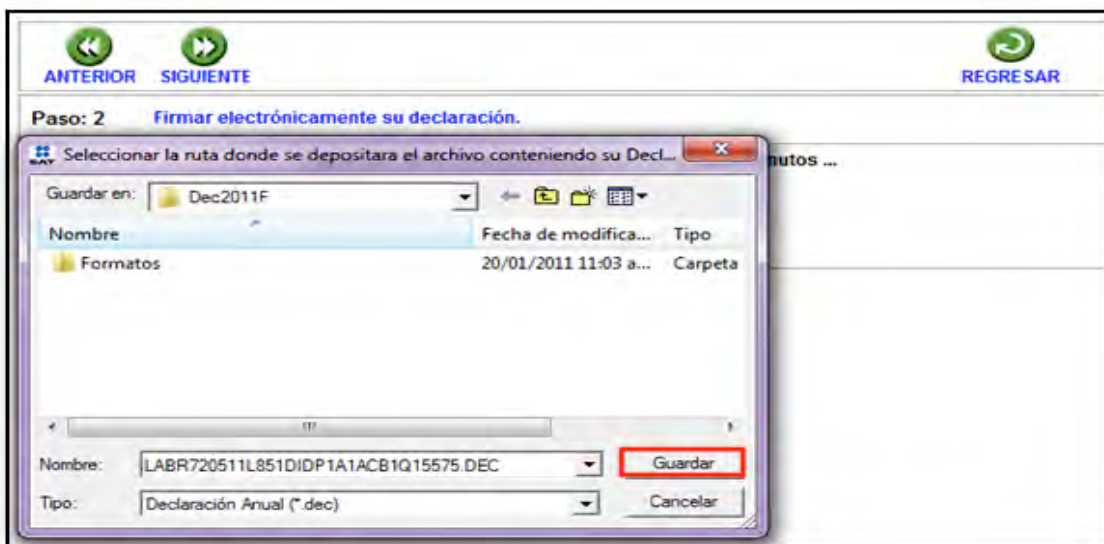 ANTERIOR SIGUIENTE REGRESAR
Paso: 2 Firmar electrónicamente su declaración.
SAT Seleccionar la ruta donde se depositara el archivo conteniendo su Decl...
nutos ...
Guardar en: Dec2011F
Nombre Fecha de modifica... Tipo
Formatos 20/01/2011 11:03 a... Carpeta
Nombre: LABR720511L851DIDP1A1ACB1Q15575.DEC Guardar
Tipo: Declaración Anual (*.dec) Cancelar